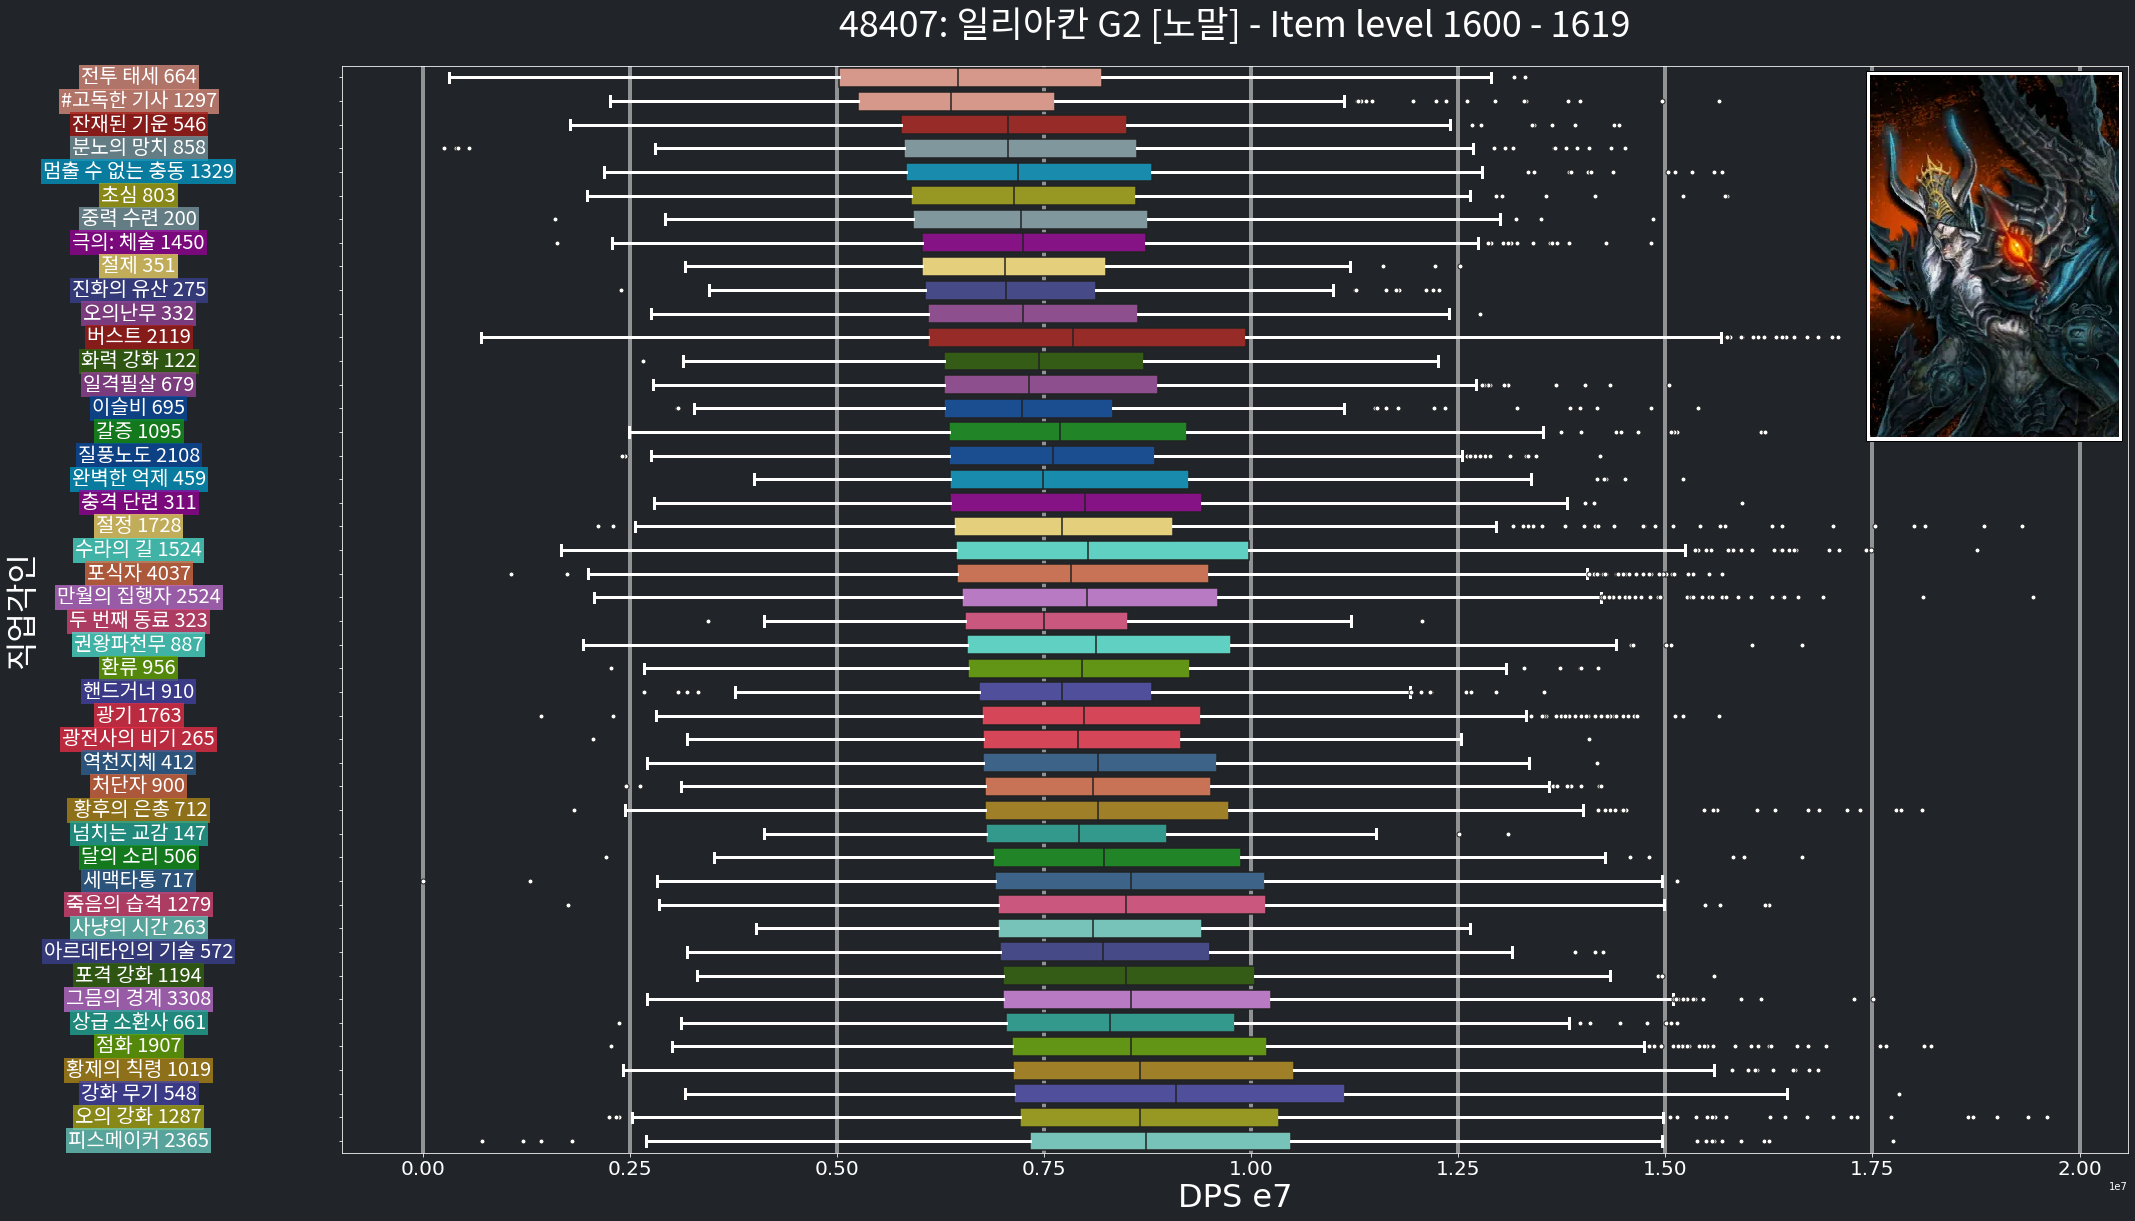 48407: 일리아칸 G2 [노말] - Item level 1600 - 1619
직업각인
전투 태세 664
#고독한 기사 1297
잔재된 기운 546
분노의 망치 858
멈출 수 없는 충동 1329
초심 803
중력 수련 200
극의: 체술 1450
절제 351
진화의 유산 275
오의난무 332
버스트 2119
화력 강화 122
일격필살 679
이슬비 695
갈증 1095
질풍노도 2108
완벽한 억제 459
충격 단련 311
절정 1728
수라의 길 1524
포식자 4037
만월의 집행자 2524
두 번째 동료 323
권왕파천무 887
환류 956
핸드거너 910
광기 1763
광전사의 비기 265
역천지체 412
처단자 900
황후의 은총 712
넘치는 교감 147
달의 소리 506
세맥타통 717
죽음의 습격 1279
사냥의 시간 263
아르데타인의 기술 572
포격 강화 1194
그믐의 경계 3308
상급 소환사 661
점화 1907
황제의 칙령 1019
강화 무기 548
오의 강화 1287
피스메이커 2365
0.00 0.25 0.50 0.75 1.00 1.25 1.50 1.75 2.00
DPS e7
1e7